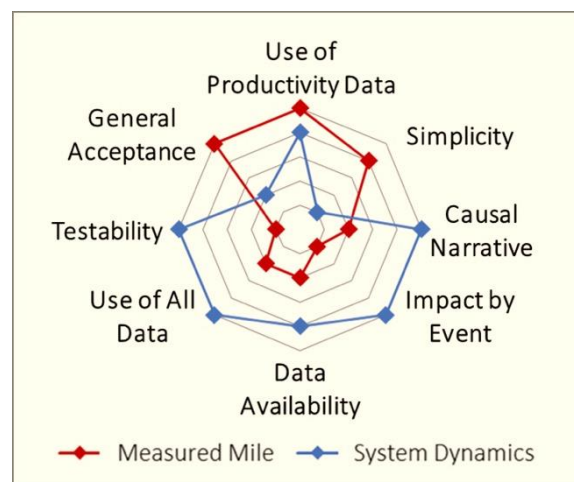 Use of
Productivity Data
General
Acceptance
Simplicity
Testability
Causal
Narrative
Use of All
Data
Impact by
Event
Data
Availability
Measured Mile
System Dynamics